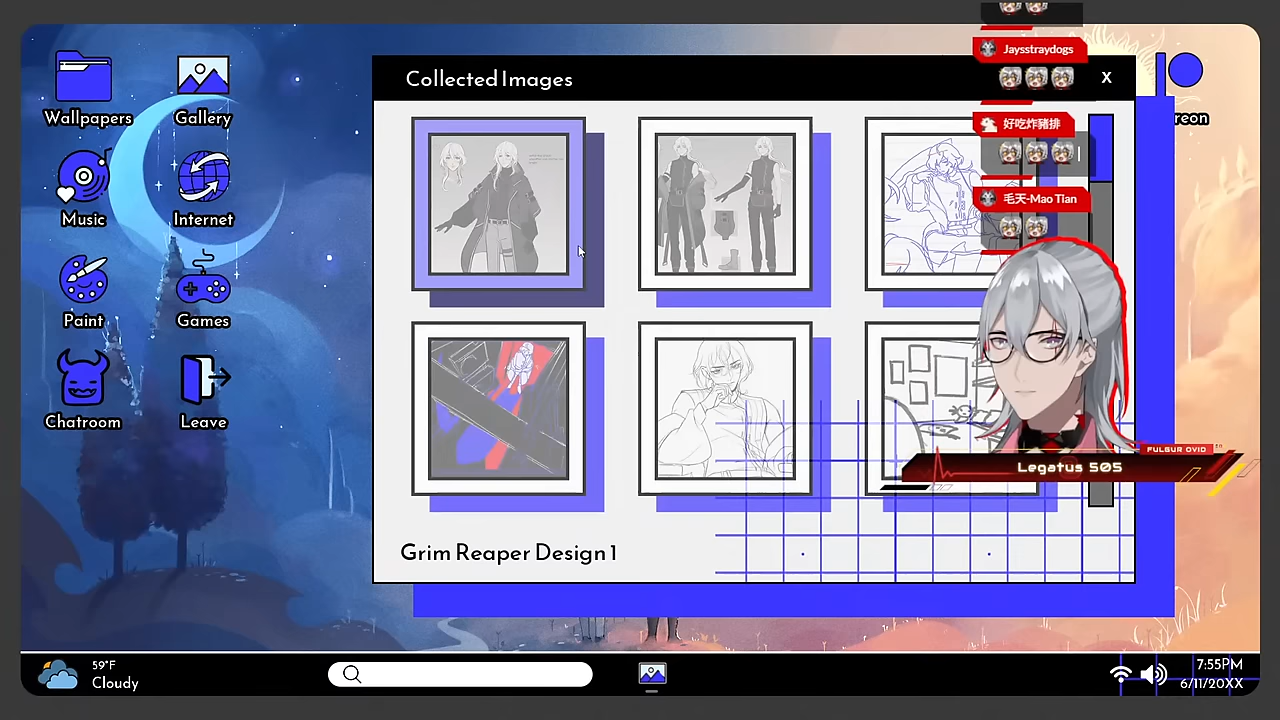 Collected Images
X
Jaysstraydogs
好吃炸豬排
毛天-Mao Tian
Wallpapers
Gallery
reon
Music
Internet
Paint
Games
Chatroom
Leave
FULGUR OVID
Legatus 505
Grim Reaper Design 1
59°F
Cloudy
7:55PM
6/11/20XX